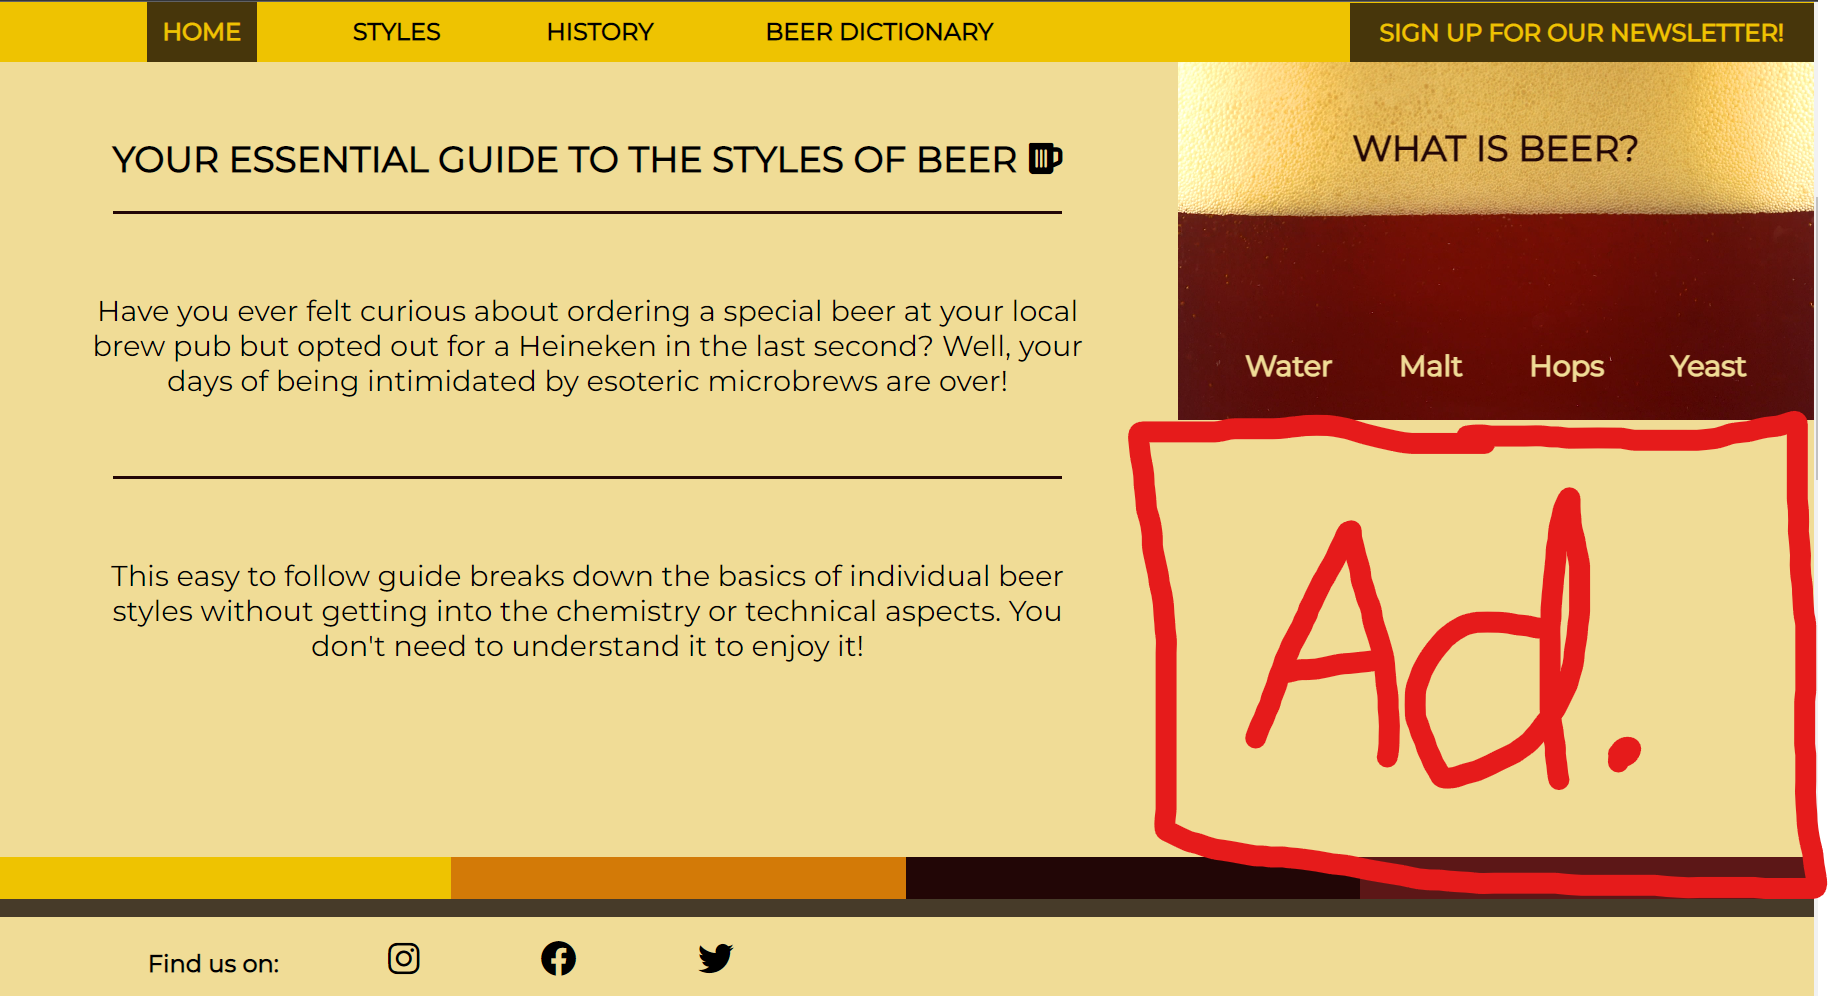 HOME STYLES HISTORY BEER DICTIONARY SIGN UP FOR OUR NEWSLETTER!
YOUR ESSENTIAL GUIDE TO THE STYLES OF BEER
Have you ever felt curious about ordering a special beer at your local
brew pub but opted out for a Heineken in the last second? Well, your
days of being intimidated by esoteric microbrews are over!
This easy to follow guide breaks down the basics of individual beer
styles without getting into the chemistry or technical aspects. You
don't need to understand it to enjoy it!
WHAT IS BEER?
Water Malt Hops Yeast
Ad.
Find us on: